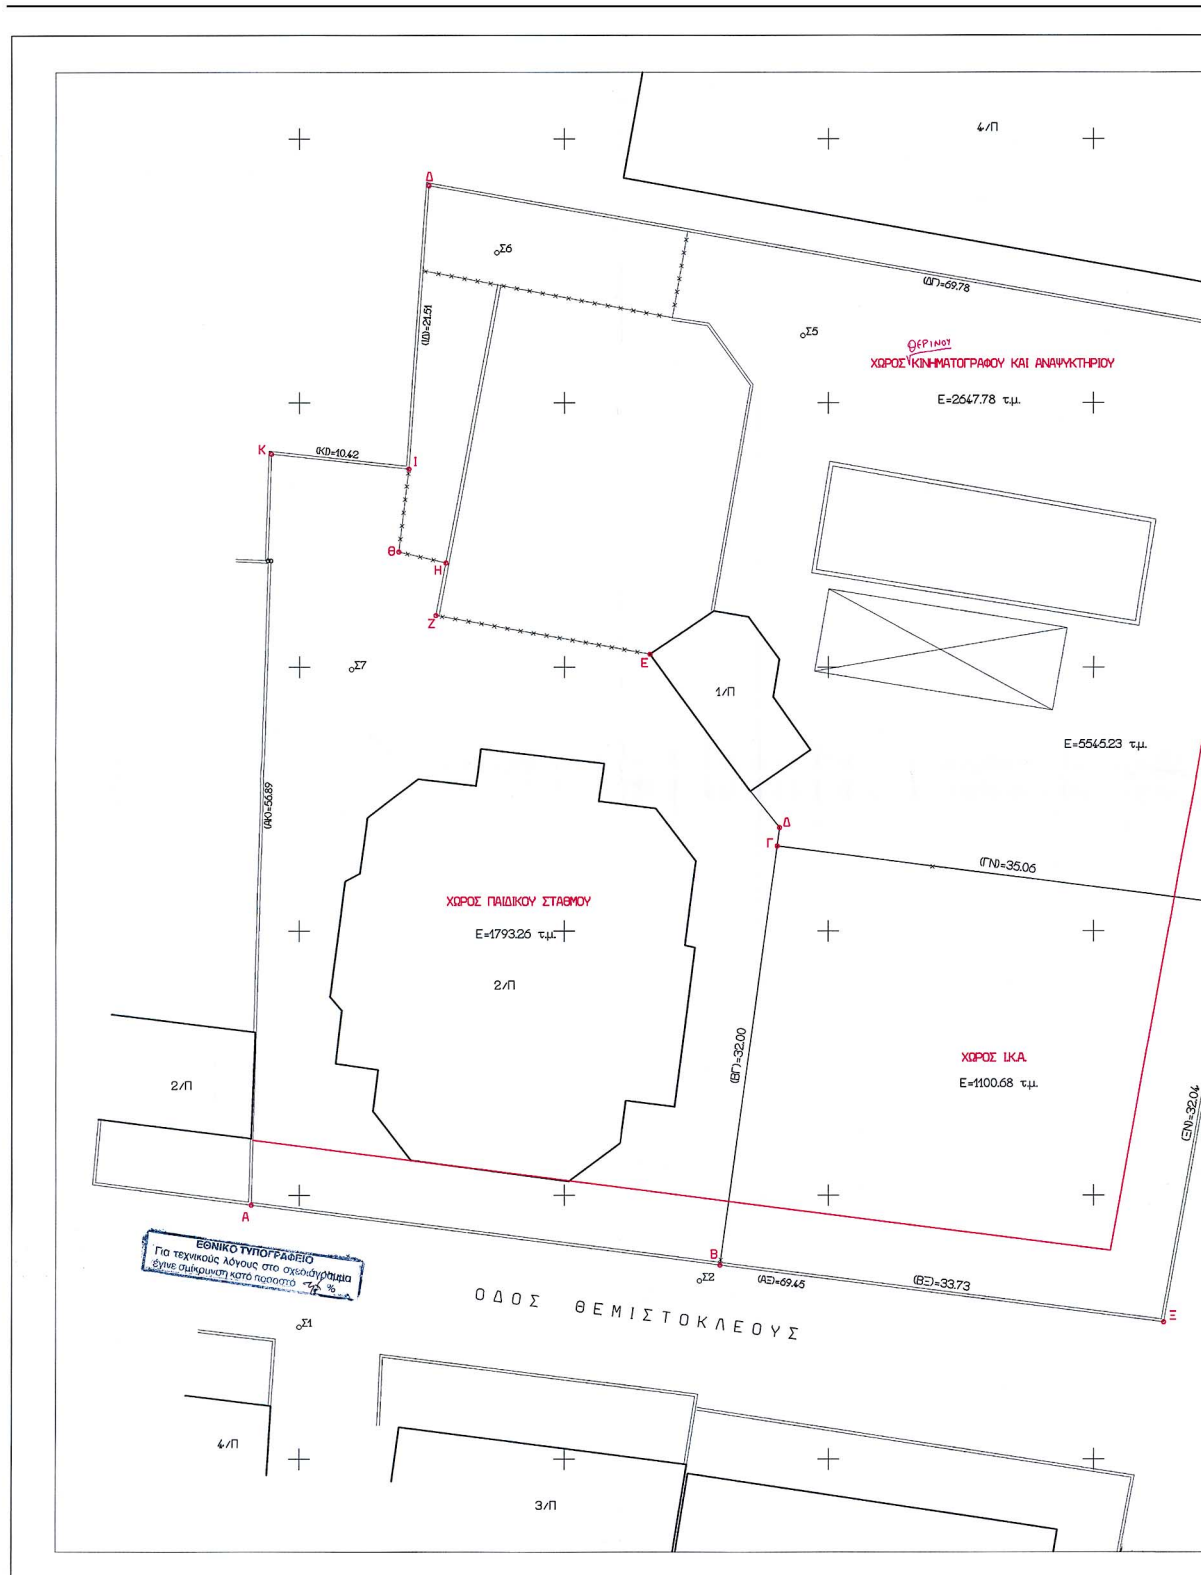 4/Π
Δ
Σ6
(ΔΓ)=69.78
(ΙΔ)=21.51
Σ5
ΘΕΡΙΝΟΥ
ΧΩΡΟΣ ΚΙΝΗΜΑΤΟΓΡΑΦΟΥ ΚΑΙ ΑΝΑΨΥΚΤΗΡΙΟΥ
Ε=2647.78 τ.μ.
Κ
(ΚΙ)=10.42
Ι
Θ
Η
Ζ
Ε
Σ7
1/Π
Ε=5545.23 τ.μ.
(ΑΚ)=56.89
Δ
Γ
(ΓΝ)=35.06
ΧΩΡΟΣ ΠΑΙΔΙΚΟΥ ΣΤΑΘΜΟΥ
Ε=1793.26 τ.μ.
2/Π
(ΒΓ)=32.00
ΧΩΡΟΣ Ι.Κ.Α.
Ε=1100.68 τ.μ.
2/Π
(ΞΝ)=32.04
Α
Β
Σ2
(ΑΞ)=69.45
(ΒΞ)=33.73
Ξ
ΕΘΝΙΚΟ ΤΥΠΟΓΡΑΦΕΙΟ
Για τεχνικούς λόγους στο σχεδιάγραμμα
έγινε σμίκρυνση κατά ποσοστό %
ΟΔΟΣ ΘΕΜΙΣΤΟΚΛΕΟΥΣ
Σ1
4/Π
3/Π